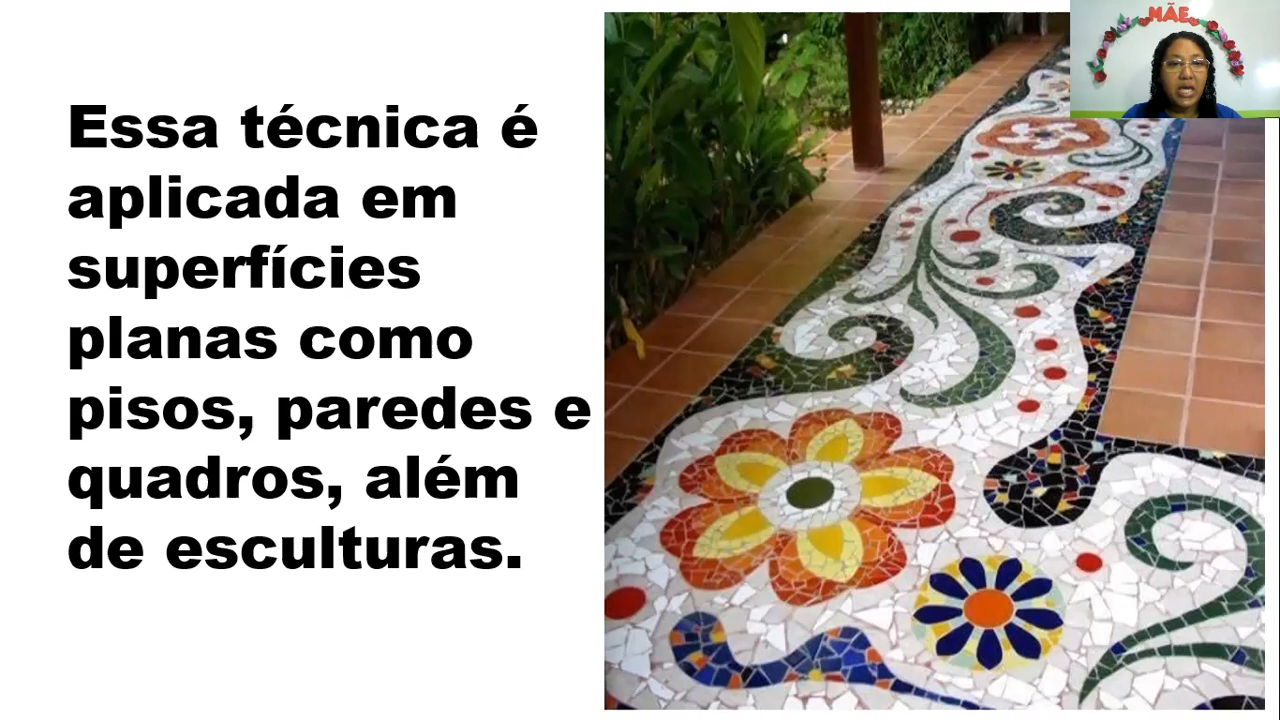 Essa técnica é
aplicada em
superfícies
planas como
pisos, paredes e
quadros, além
de esculturas.
MÃE